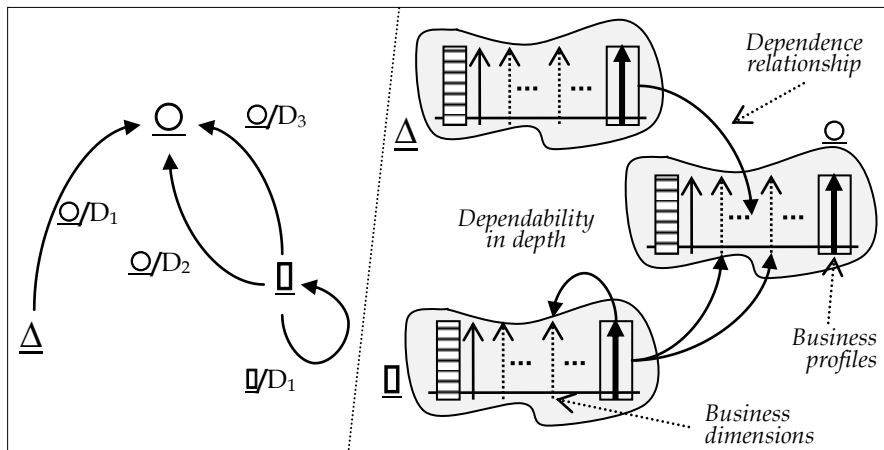 ○/D3
○/D1
○/D2
Δ
▯/D1
Dependence
relationship
Δ
...
...
...
...
Dependability
in depth
...
...
Business
profiles
Business
dimensions